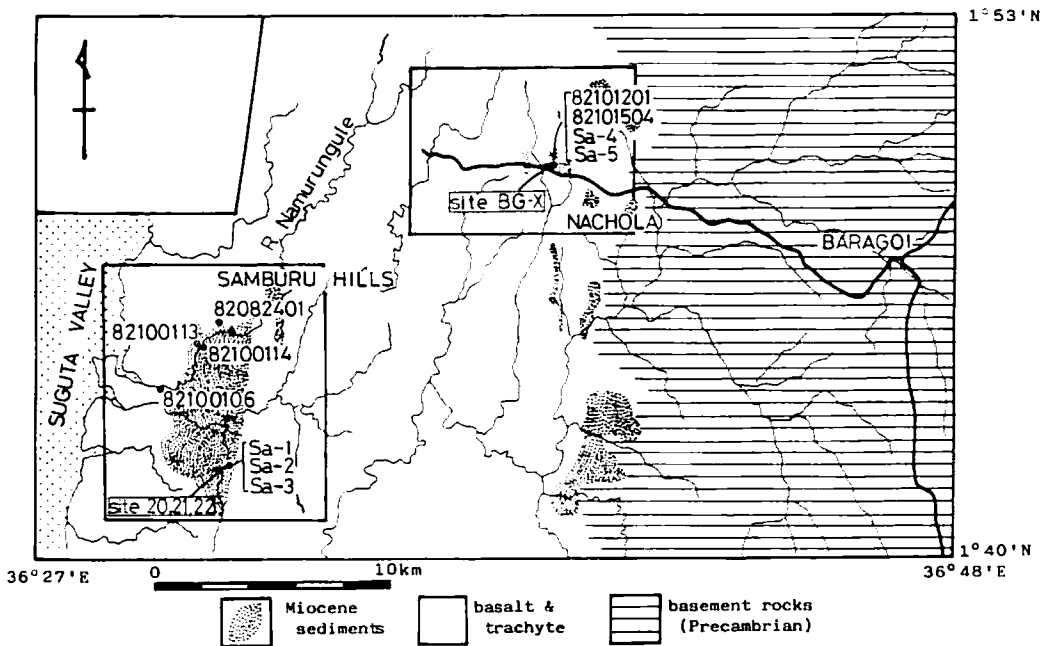 1°53'N
R. Namurungule
82101201
82101504
Sa-4
Sa-5
site BG-X
NACHOLA
BARAGOI
SUGUTA VALLEY
SAMBURU HILLS
82082401
82100113
82100114
82100106
Sa-1
Sa-2
Sa-3
site 20,21,22
1°40'N
36°27'E
0
10km
36°48'E
Miocene
sediments
basalt &
trachyte
basement rocks
(Precambrian)